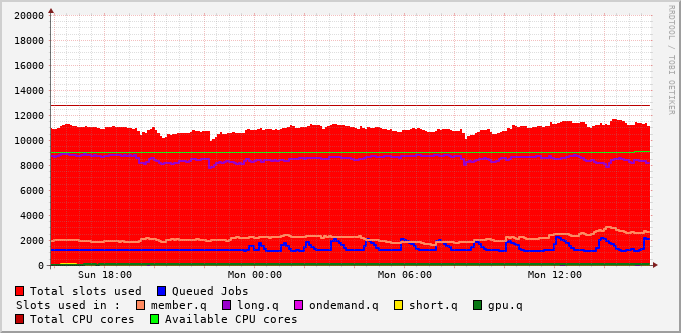 20000
18000
16000
14000
12000
10000
8000
6000
4000
2000
0
Sun 18:00 Mon 00:00 Mon 06:00 Mon 12:00
RRDTOOL / TOBI OETIKER
Total slots used Queued Jobs
Slots used in : member.q long.q ondemand.q short.q gpu.q
Total CPU cores Available CPU cores